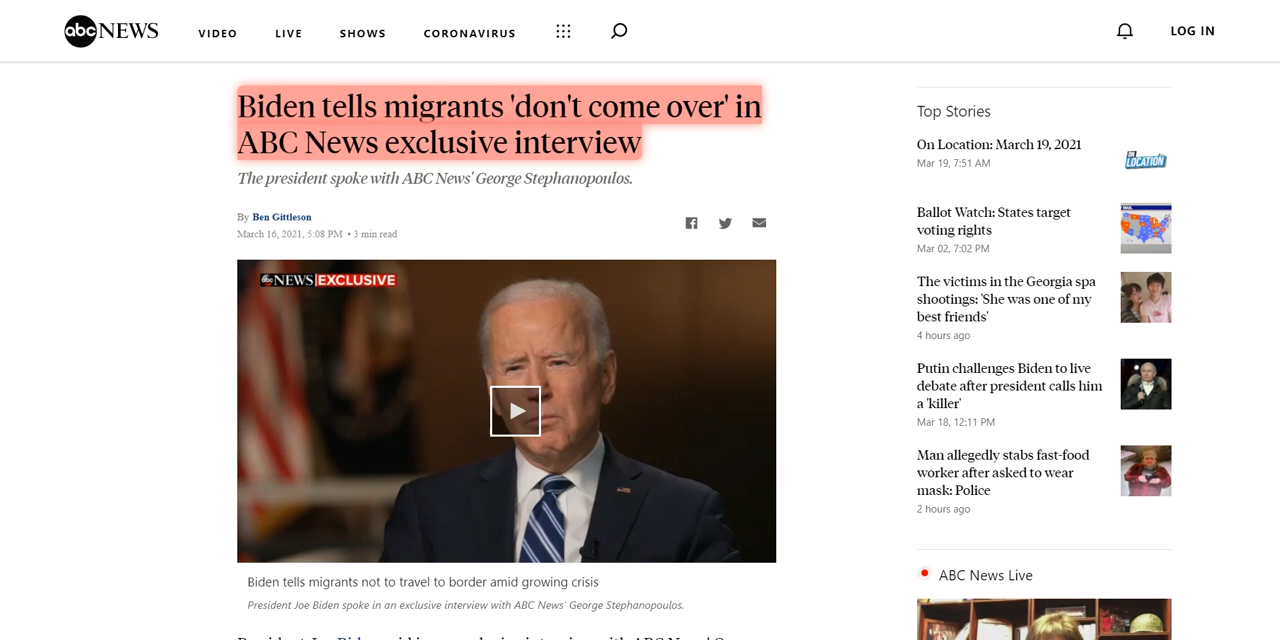 abc NEWS
VIDEO
LIVE
SHOWS
CORONAVIRUS
LOG IN
Biden tells migrants 'don't come over' in
ABC News exclusive interview
The president spoke with ABC News' George Stephanopoulos.
By Ben Gittleson
March 16, 2021, 5:08 PM • 3 min read
abc NEWS EXCLUSIVE
Biden tells migrants not to travel to border amid growing crisis
President Joe Biden spoke in an exclusive interview with ABC News' George Stephanopoulos.
Top Stories
On Location: March 19, 2021
Mar 19, 7:51 AM
ON LOCATION
Ballot Watch: States target
voting rights
Mar 02, 7:02 PM
The victims in the Georgia spa
shootings: 'She was one of my
best friends'
4 hours ago
Putin challenges Biden to live
debate after president calls him
a 'killer'
Mar 18, 12:11 PM
Man allegedly stabs fast-food
worker after asked to wear
mask: Police
2 hours ago
ABC News Live